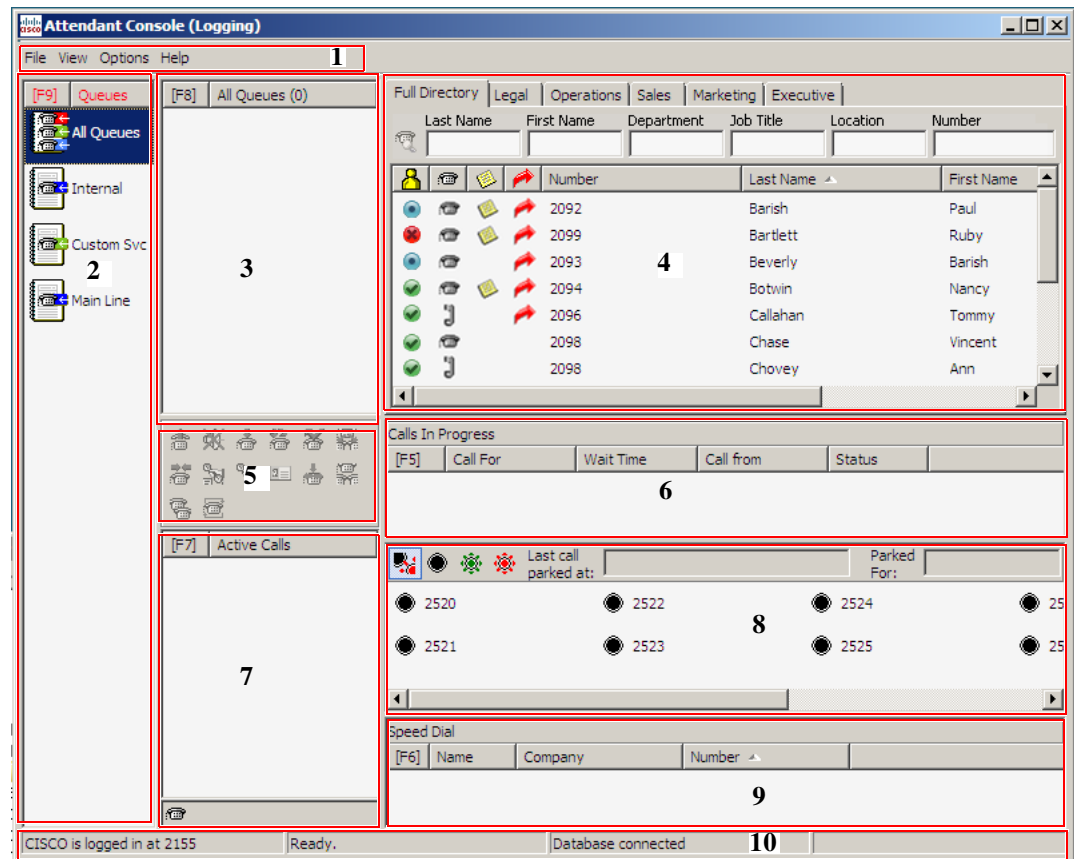 cisco Attendant Console (Logging)
File View Options Help 1
[F9] Queues
All Queues
Internal
Custom Svc
2
Main Line
[F8] All Queues (0)
3
5
[F7] Active Calls
7
Full Directory Legal Operations Sales Marketing Executive
Last Name First Name Department Job Title Location Number
Number Last Name First Name
2092 Barish Paul
2099 Bartlett Ruby
2093 Beverly Barish
4
2094 Botwin Nancy
2096 Callahan Tommy
2098 Chase Vincent
2098 Chovey Ann
Calls In Progress
[F5] Call For Wait Time Call from Status
6
Last call parked at: Parked For:
2520 2522 2524 25
8
2521 2523 2525 25
Speed Dial
[F6] Name Company Number
9
CISCO is logged in at 2155 Ready. Database connected 10